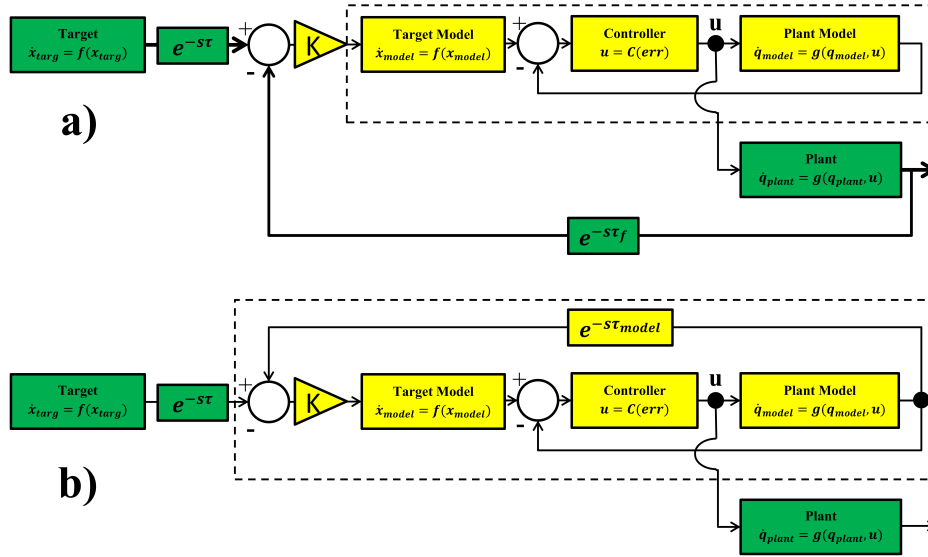 Target
ẋ_targ = f(x_targ)
e^{-sτ}
+
-
K
Target Model
ẋ_model = f(x_model)
+
-
Controller
u = C(err)
u
Plant Model
q̇_model = g(q_model, u)
a)
Plant
q̇_plant = g(q_plant, u)
e^{-sτ_f}
e^{-sτ_model}
Target
ẋ_targ = f(x_targ)
e^{-sτ}
+
-
K
Target Model
ẋ_model = f(x_model)
+
-
Controller
u = C(err)
u
Plant Model
q̇_model = g(q_model, u)
b)
Plant
q̇_plant = g(q_plant, u)